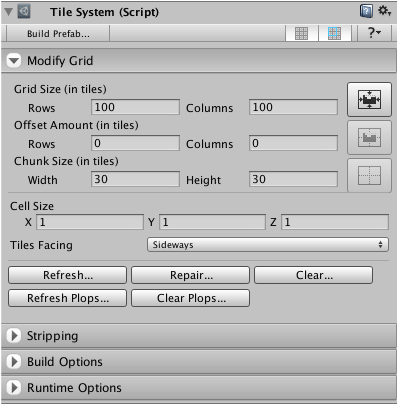 Tile System (Script)
Build Prefab...
?
Modify Grid
Grid Size (in tiles)
Rows 100 Columns 100
Offset Amount (in tiles)
Rows 0 Columns 0
Chunk Size (in tiles)
Width 30 Height 30
Cell Size
X 1 Y 1 Z 1
Tiles Facing Sideways
Refresh... Repair... Clear...
Refresh Plops... Clear Plops...
Stripping
Build Options
Runtime Options